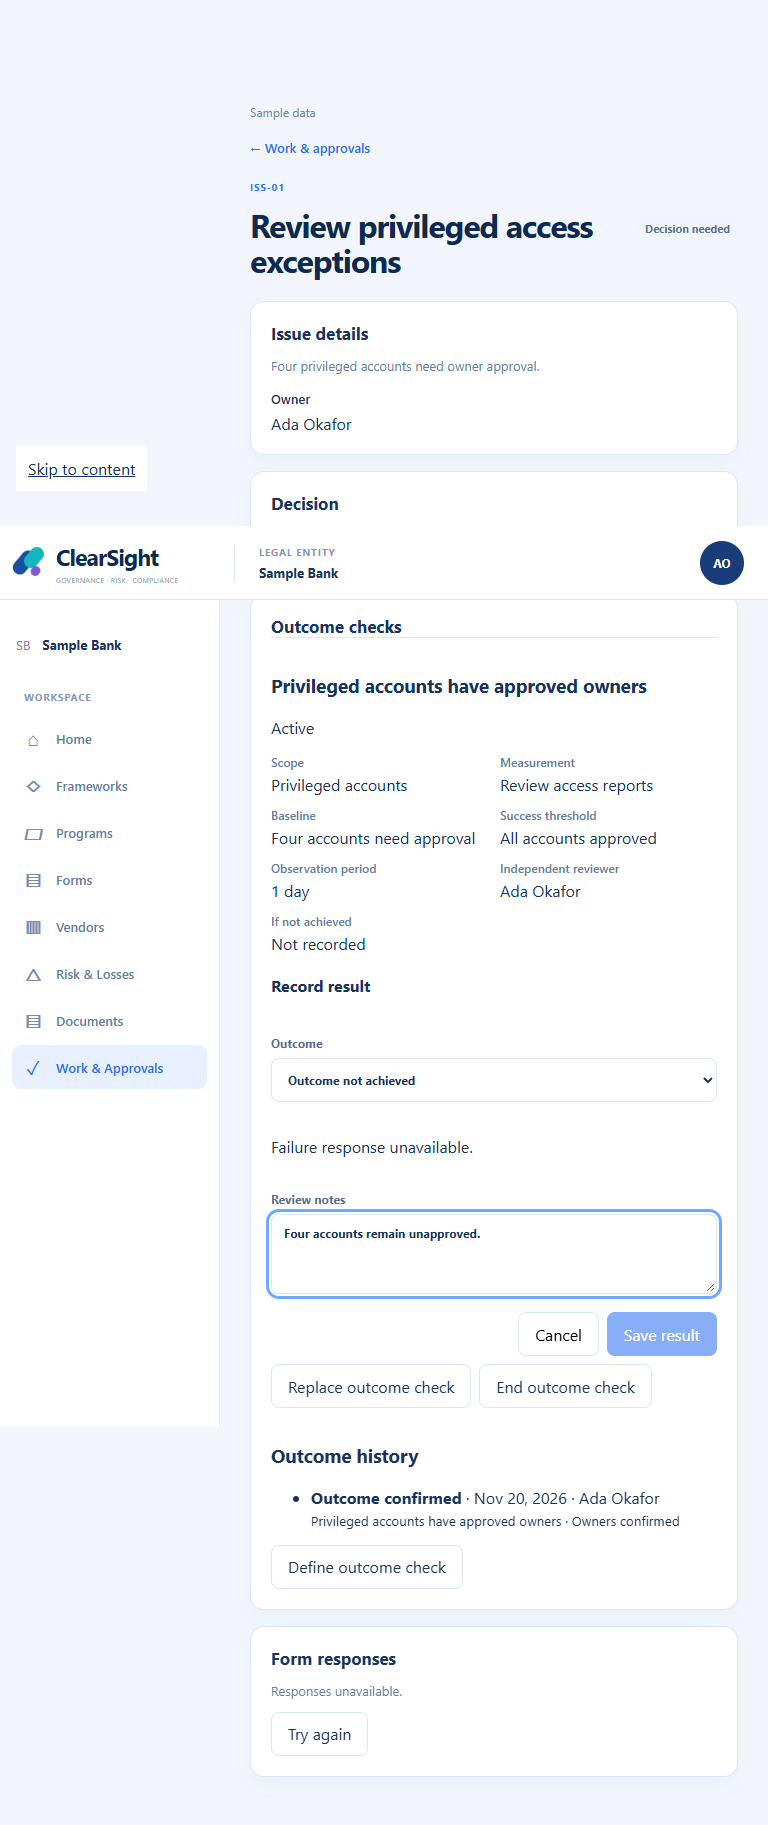 Sample data
← Work & approvals
ISS-01
Review privileged access
exceptions
Decision needed
Issue details
Four privileged accounts need owner approval.
Owner
Ada Okafor
Skip to content
Decision
ClearSight
GOVERNANCE · RISK · COMPLIANCE
LEGAL ENTITY
Sample Bank
AO
SB Sample Bank
WORKSPACE
Home
Frameworks
Programs
Forms
Vendors
Risk & Losses
Documents
Work & Approvals
Outcome checks
Privileged accounts have approved owners
Active
Scope
Privileged accounts
Measurement
Review access reports
Baseline
Four accounts need approval
Success threshold
All accounts approved
Observation period
1 day
Independent reviewer
Ada Okafor
If not achieved
Not recorded
Record result
Outcome
Outcome not achieved
Failure response unavailable.
Review notes
Four accounts remain unapproved.
Cancel
Save result
Replace outcome check
End outcome check
Outcome history
• Outcome confirmed · Nov 20, 2026 · Ada Okafor
Privileged accounts have approved owners · Owners confirmed
Define outcome check
Form responses
Responses unavailable.
Try again